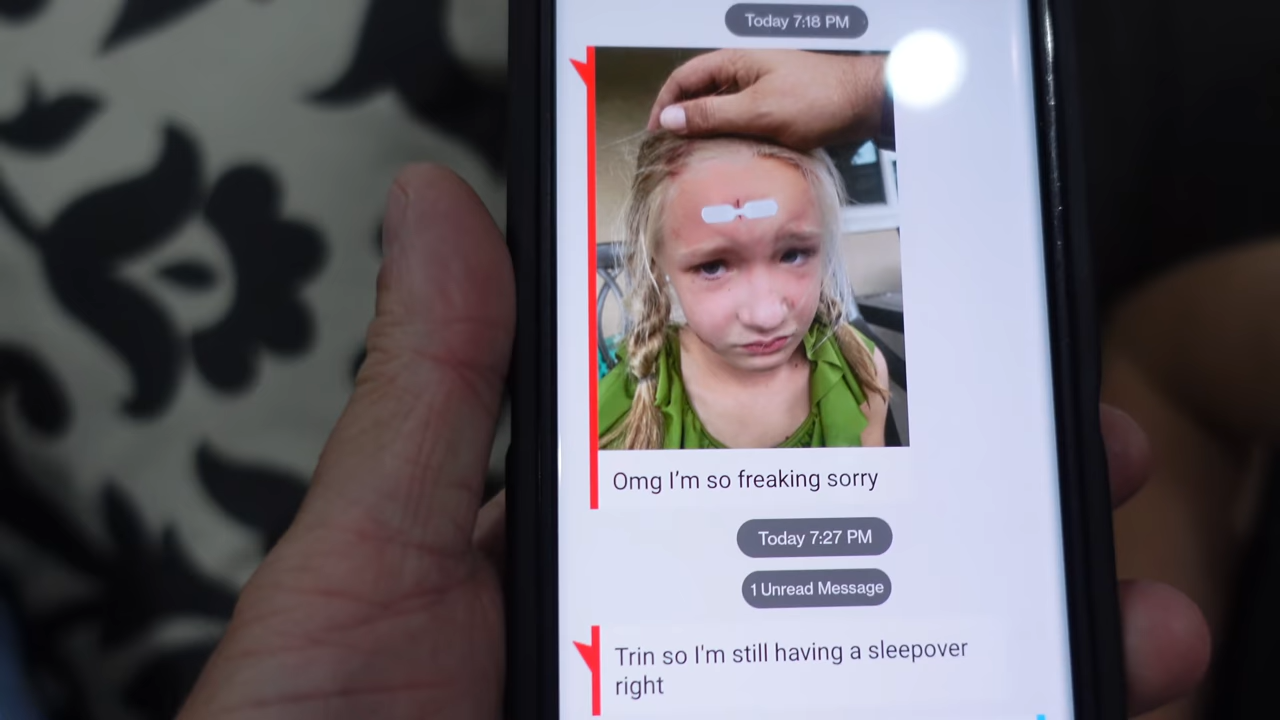 Today 7:18 PM
Omg I'm so freaking sorry
Today 7:27 PM
1 Unread Message
Trin so I'm still having a sleepover
right